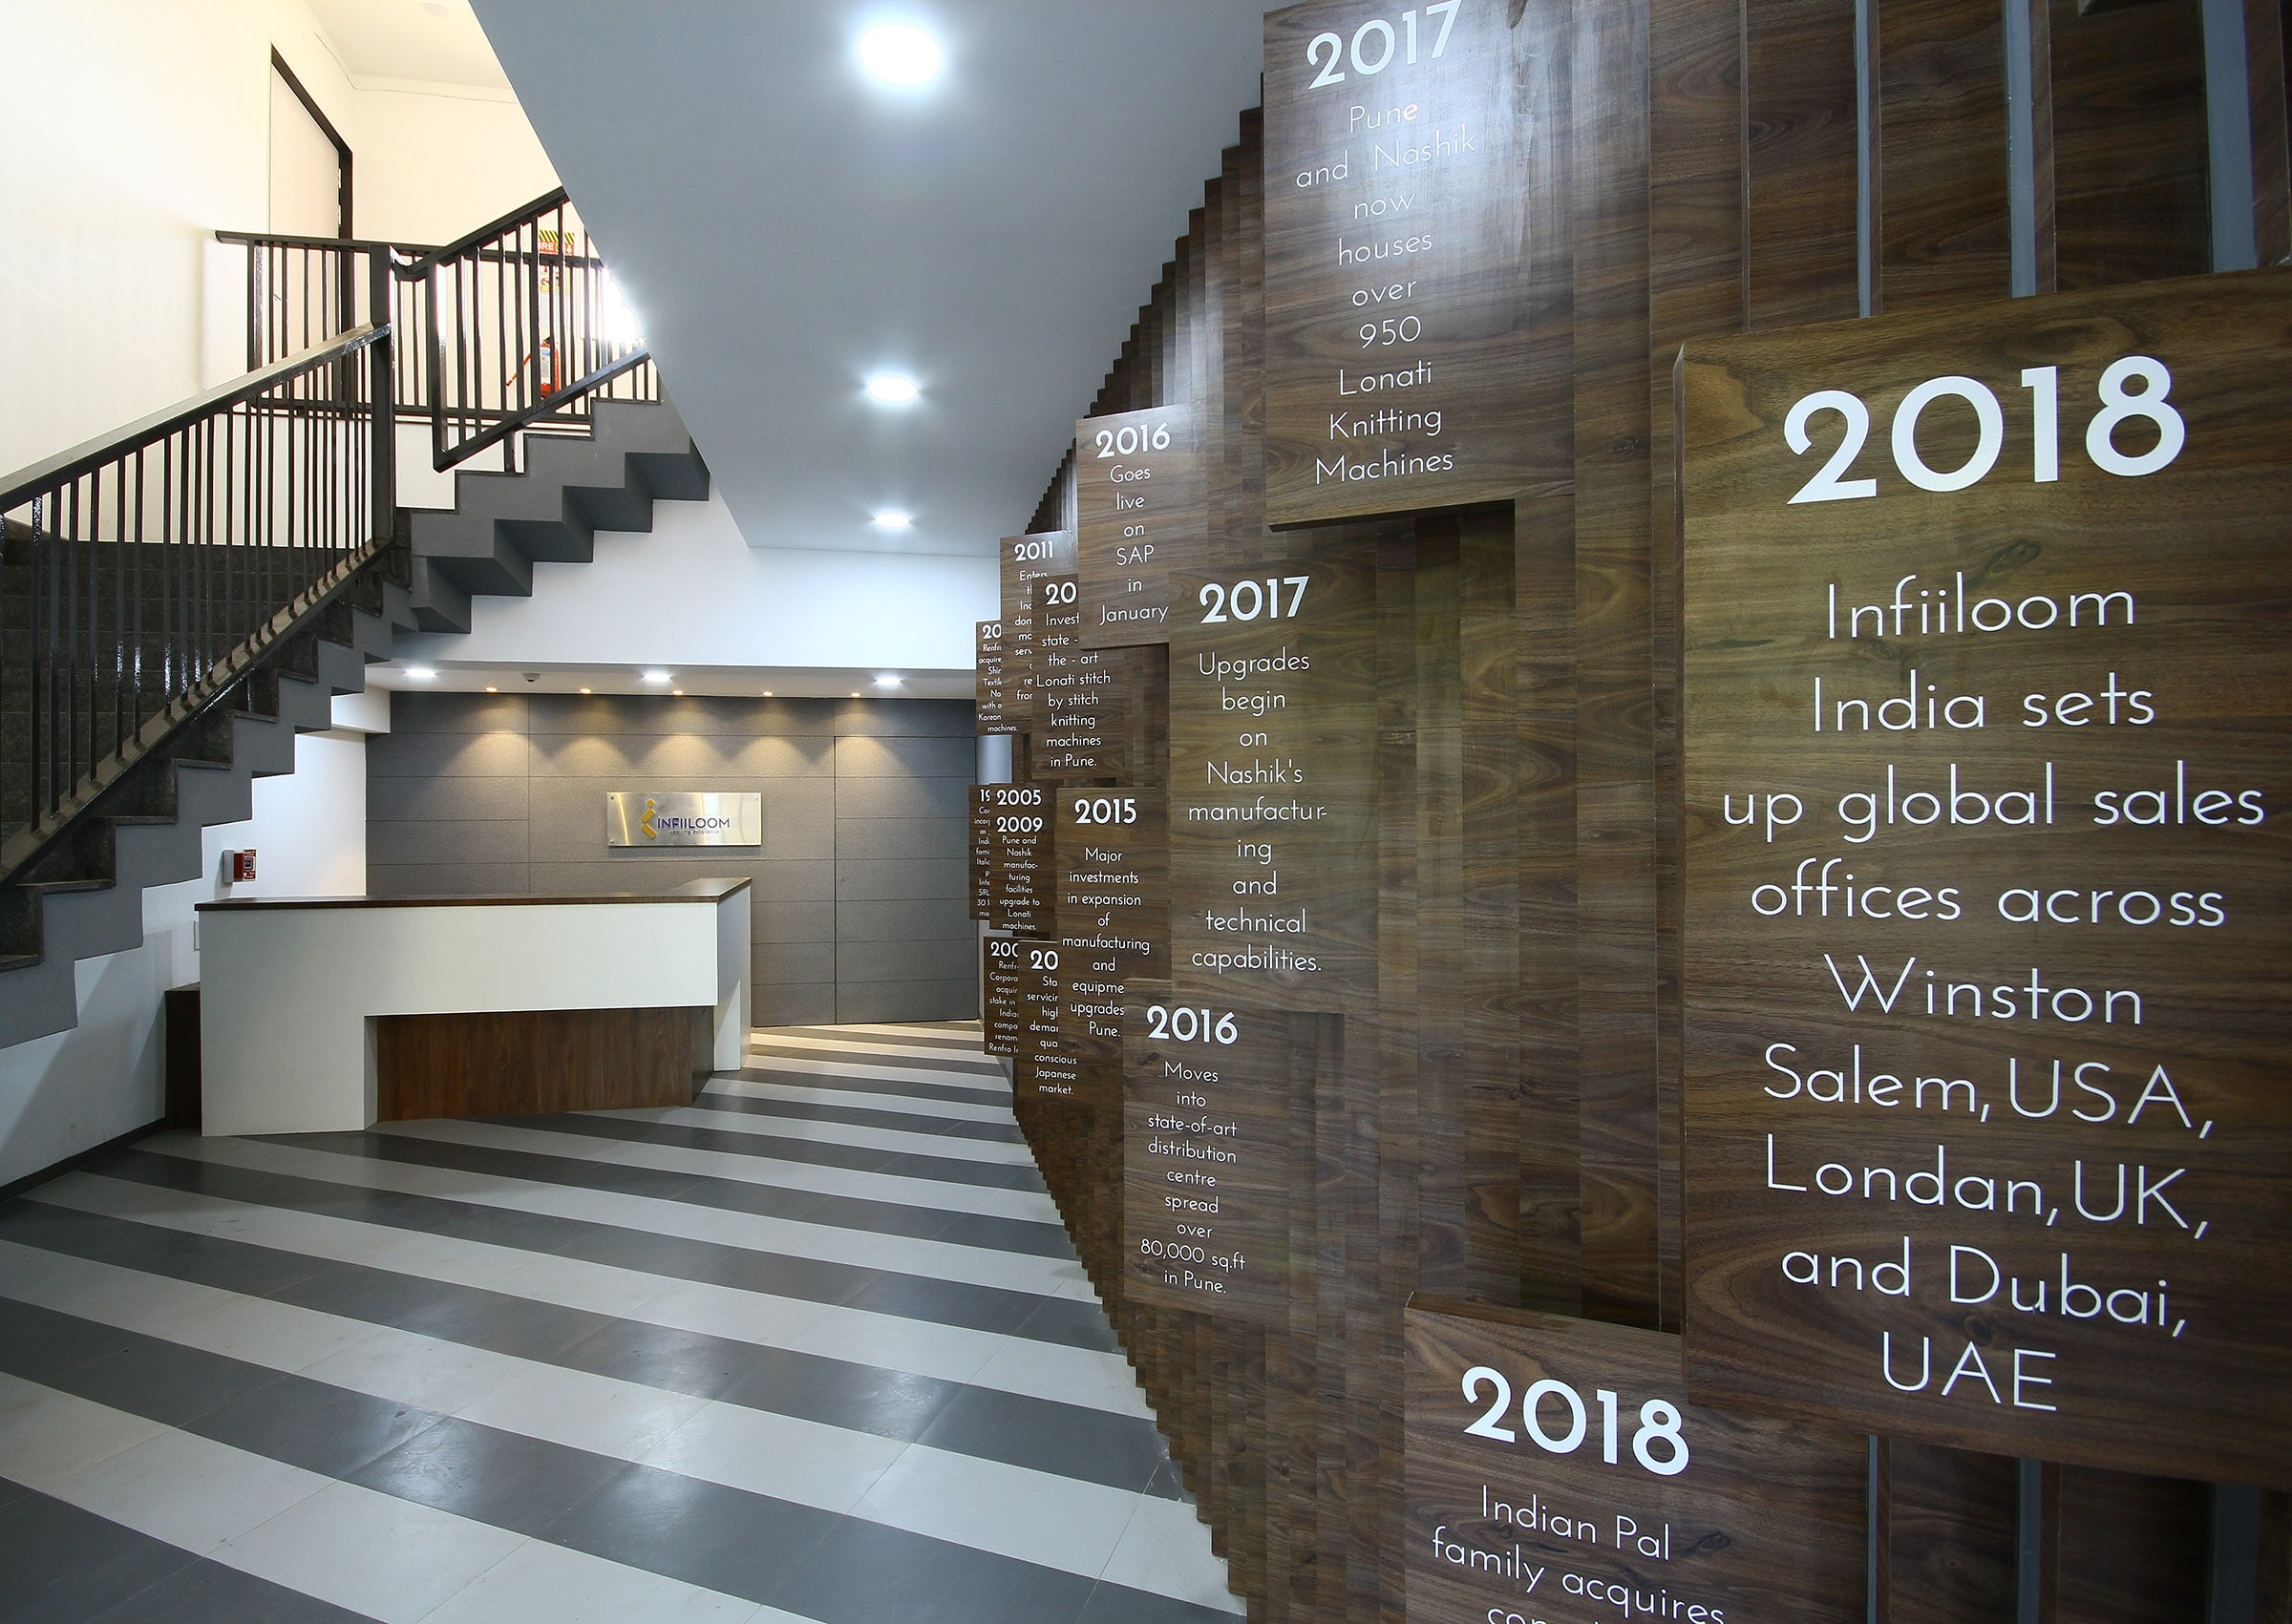 2017
Pune
and Nashik
now
houses
over
950
Lonati
Knitting
Machines
2018
Infiiloom
India sets
up global sales
offices across
Winston
Salem, USA,
Londan, UK,
and Dubai,
UAE
2016
Goes
live
on
SAP
in
January
2017
Upgrades
begin
on
Nashik's
manufactur-
ing
and
technical
capabilities.
2011
Invest
state -
the - art
Lonati stitch
by stitch
knitting
machines
in Pune.
machines.
INFIILOOM
2005
2009
Pune and
Nashik
manufac-
turing
facilities
upgrade to
Lonati
machines.
2015
Major
investments
in expansion
of
manufacturing
and
equipme
upgrades
Pune.
conscious
Japanese
market.
2016
Moves
into
state-of-art
distribution
centre
spread
over
80,000 sq.ft
in Pune.
2018
Indian Pal
family acquires